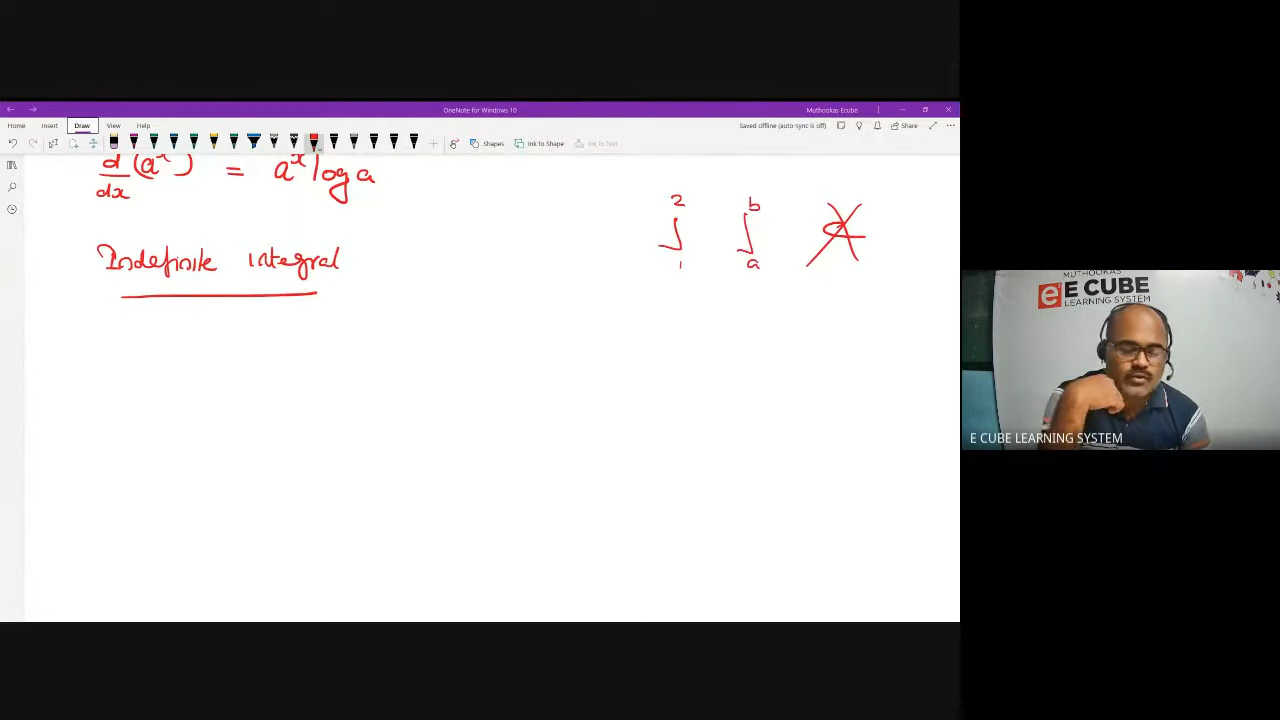 OneNote for Windows 10
Muthookas Ecube
Home Insert Draw View Help
Saved offline (auto-sync is off)
Share
Shapes
Ink to Shape
Ink to Text
d/dx (a^x) = a^x log a
Indefinite integral
2 b
∫ ∫
1 a
MUTHOOKAS
e E CUBE
LEARNING SYSTEM
E CUBE LEARNING SYSTEM